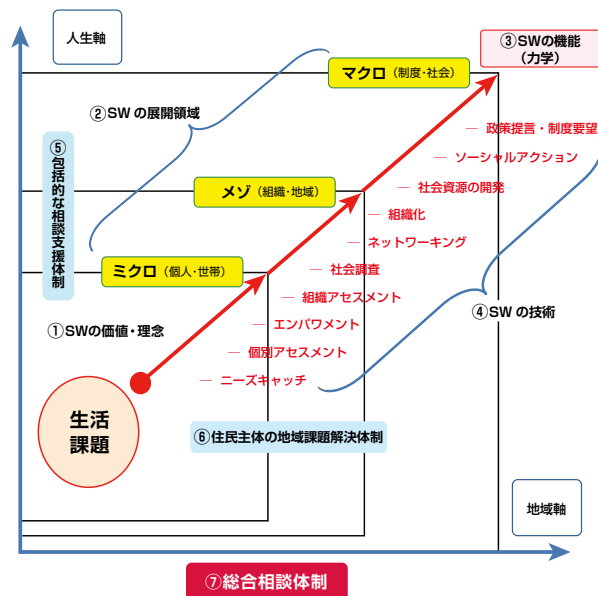 人生軸
③SWの機能
(力学)
マクロ(制度・社会)
②SWの展開領域
― 政策提言・制度要望
― ソーシャルアクション
⑤包括的な相談支援体制
― 社会資源の開発
メゾ(組織・地域)
― 組織化
― ネットワーキング
ミクロ(個人・世帯)
― 社会調査
― 組織アセスメント
④SWの技術
①SWの価値・理念
― エンパワメント
― 個別アセスメント
― ニーズキャッチ
生活
課題
⑥住民主体の地域課題解決体制
地域軸
⑦総合相談体制